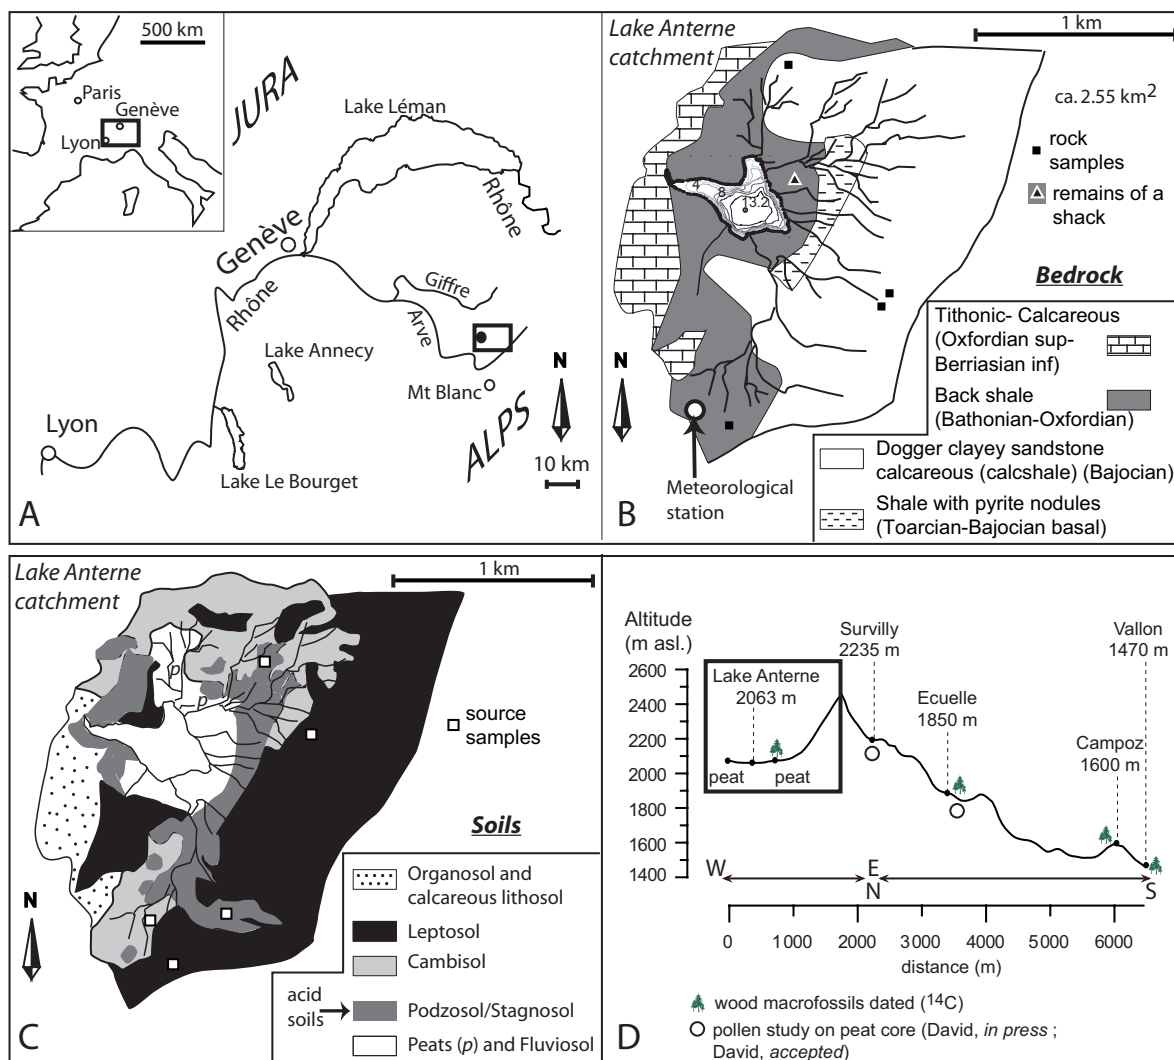 500 km
Paris
Genève
Lyon
JURA
Lake Léman
Rhône
Genève
Rhône
Giffre
Arve
Lake Annecy
Mt Blanc
N
ALPS
Lyon
10 km
Lake Le Bourget
A
Lake Anterne
catchment
1 km
ca. 2.55 km2
rock
samples
remains of a
shack
4
8
13.2
Bedrock
Tithonic- Calcareous
(Oxfordian sup-
Berriasian inf)
Back shale
(Bathonian-Oxfordian)
Dogger clayey sandstone
calcareous (calcshale) (Bajocian)
Shale with pyrite nodules
(Toarcian-Bajocian basal)
N
Meteorological
station
B
Lake Anterne
catchment
1 km
p
p
source
samples
Soils
Organosol and
calcareous lithosol
Leptosol
Cambisol
acid
soils
Podzosol/Stagnosol
Peats (p) and Fluviosol
N
C
Altitude
(m asl.)
2600
2400
2200
2000
1800
1600
1400
Lake Anterne
2063 m
peat
peat
Survilly
2235 m
Ecuelle
1850 m
Campoz
1600 m
Vallon
1470 m
W
E
N
S
0 1000 2000 3000 4000 5000 6000
distance (m)
wood macrofossils dated (14C)
pollen study on peat core (David, in press ;
David, accepted)
D